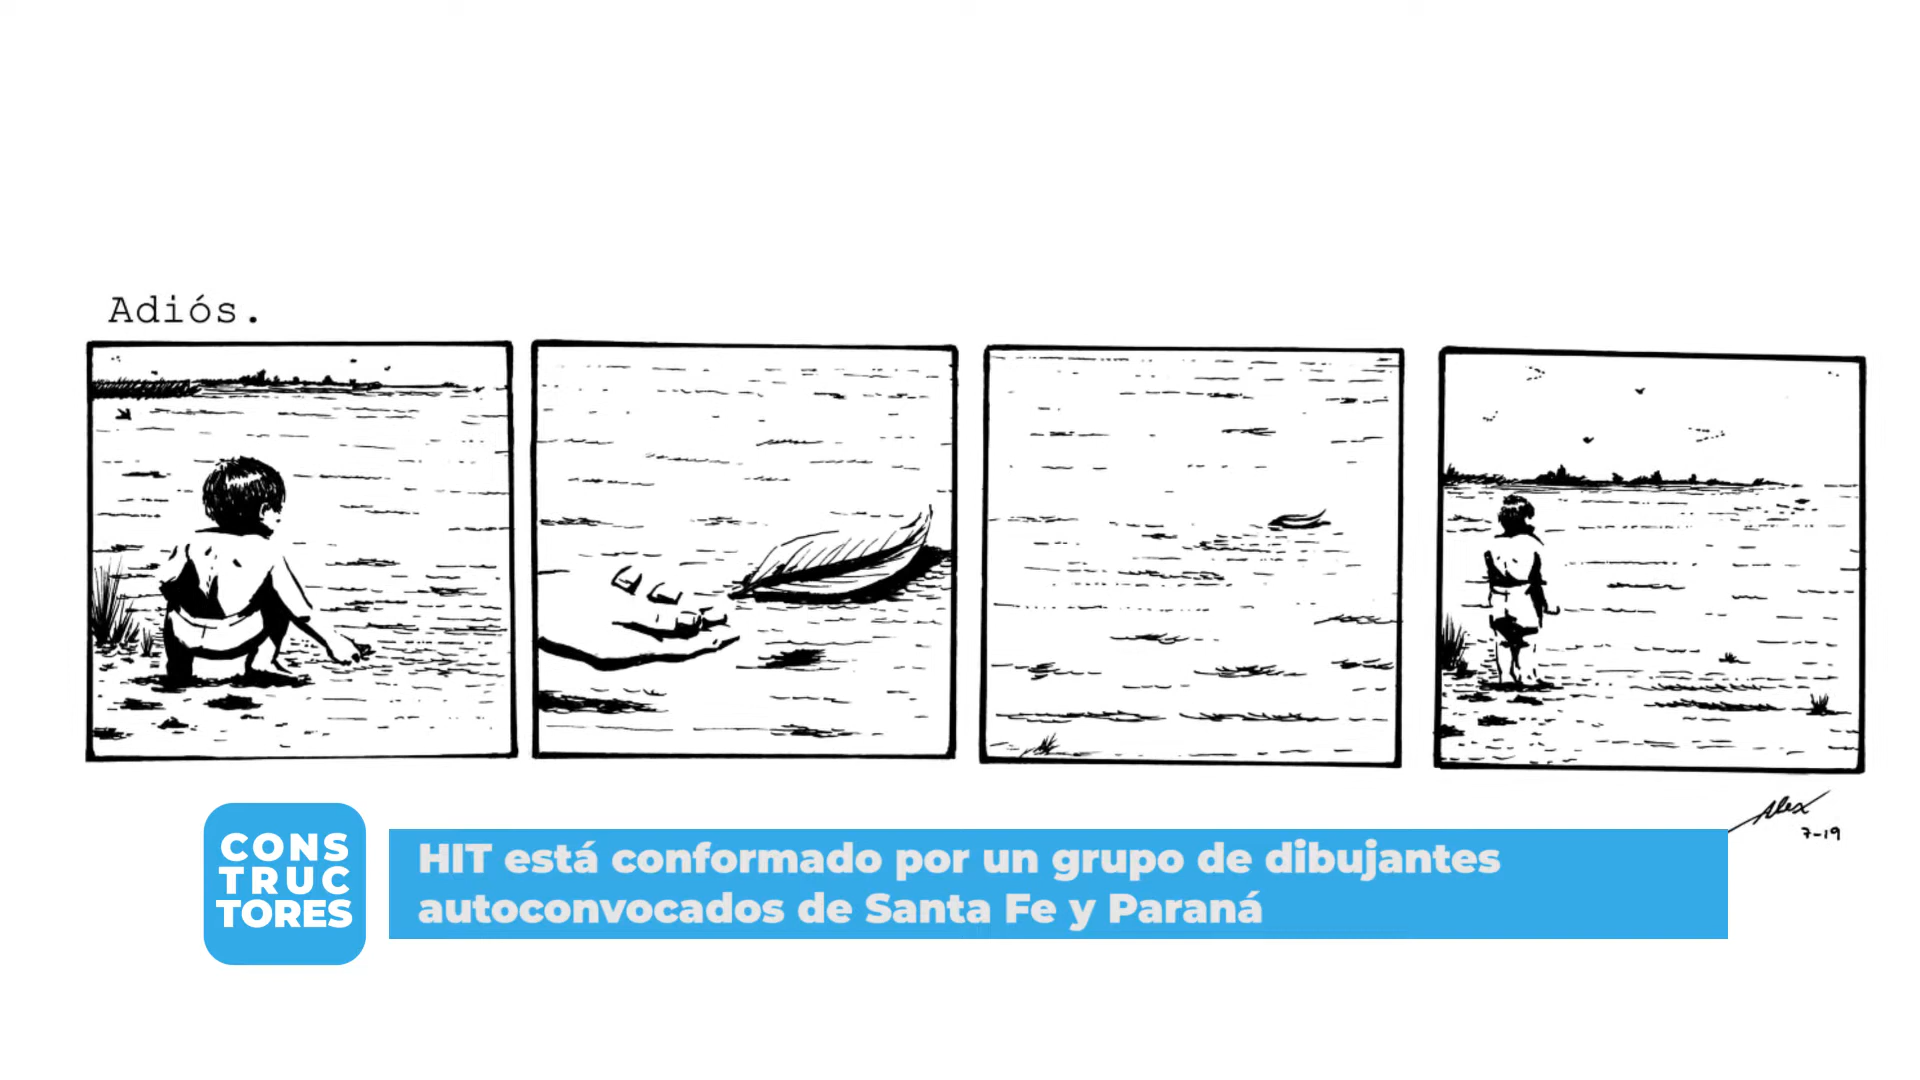 Adiós.
Alex
7-19
CONS
TRUC
TORES
HIT está conformado por un grupo de dibujantes
autoconvocados de Santa Fe y Paraná